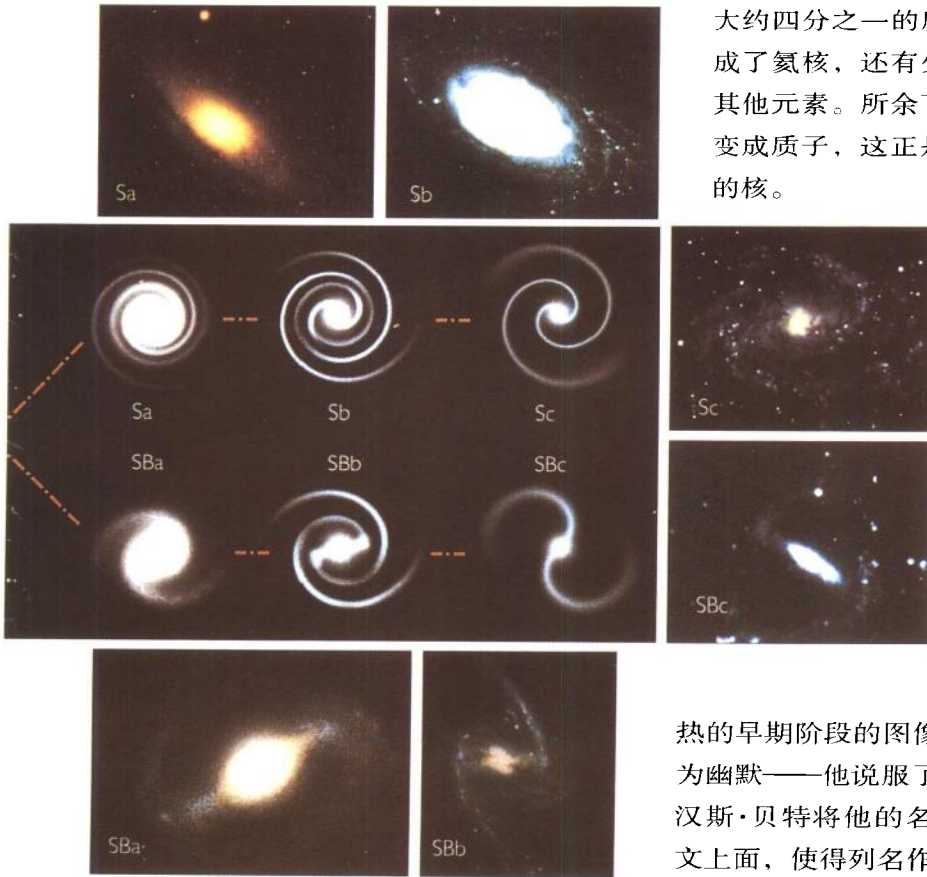 大约四分之一的
成了氦核，还有
其他元素。所余
变成质子，这正
的核。
Sa
Sb
Sa
Sb
Sc
SBa
SBb
SBc
Sc
SBc
SBa
SBb
热的早期阶段的图像
为幽默——他说服了
汉斯·贝特将他的名
文上面，使得列名作